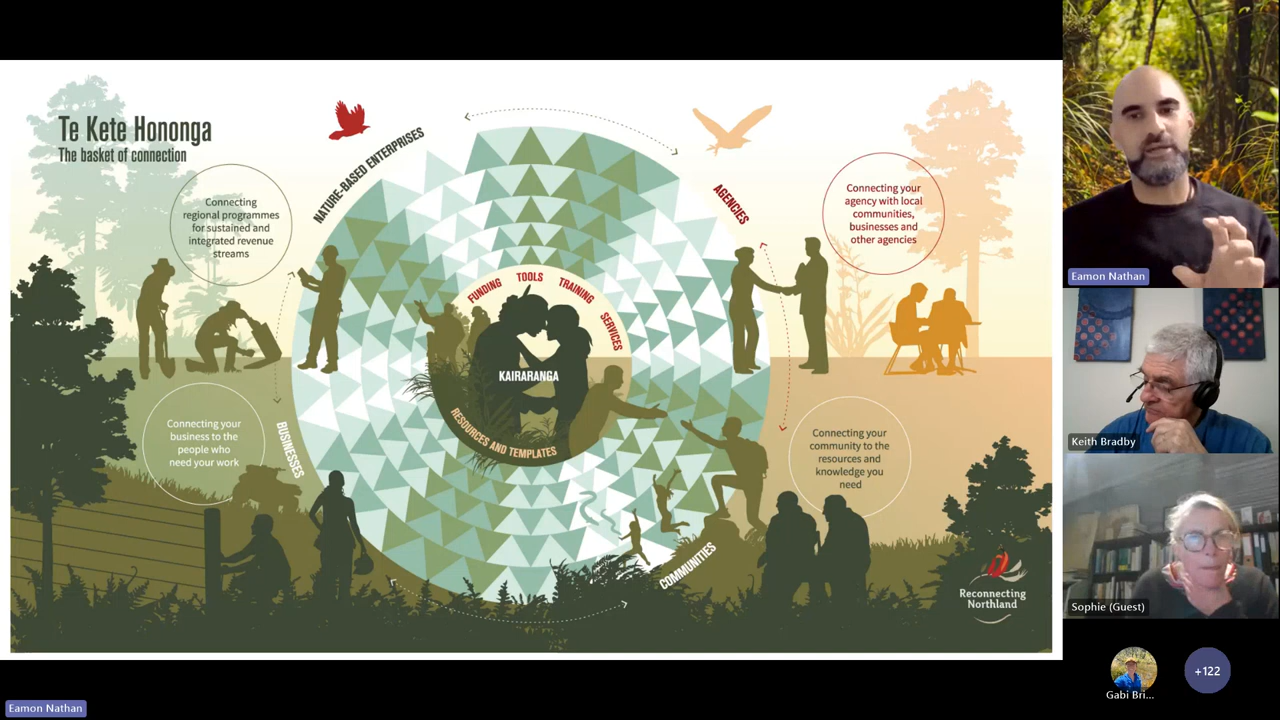 Te Kete Hononga
The basket of connection
Connecting
regional programmes
for sustained and
integrated revenue
streams
NATURE-BASED ENTERPRISES
AGENCIES
Connecting your
agency with local
communities,
businesses and
other agencies
FUNDING
TOOLS
TRAINING
SERVICES
KAIRARANGA
RESOURCES AND TEMPLATES
Connecting your
business to the
people who
need your work
BUSINESSES
Connecting your
community to the
resources and
knowledge you
need
COMMUNITIES
Reconnecting
Northland
Eamon Nathan
Keith Bradby
Sophie (Guest)
Gabi Bri...
+122
Eamon Nathan